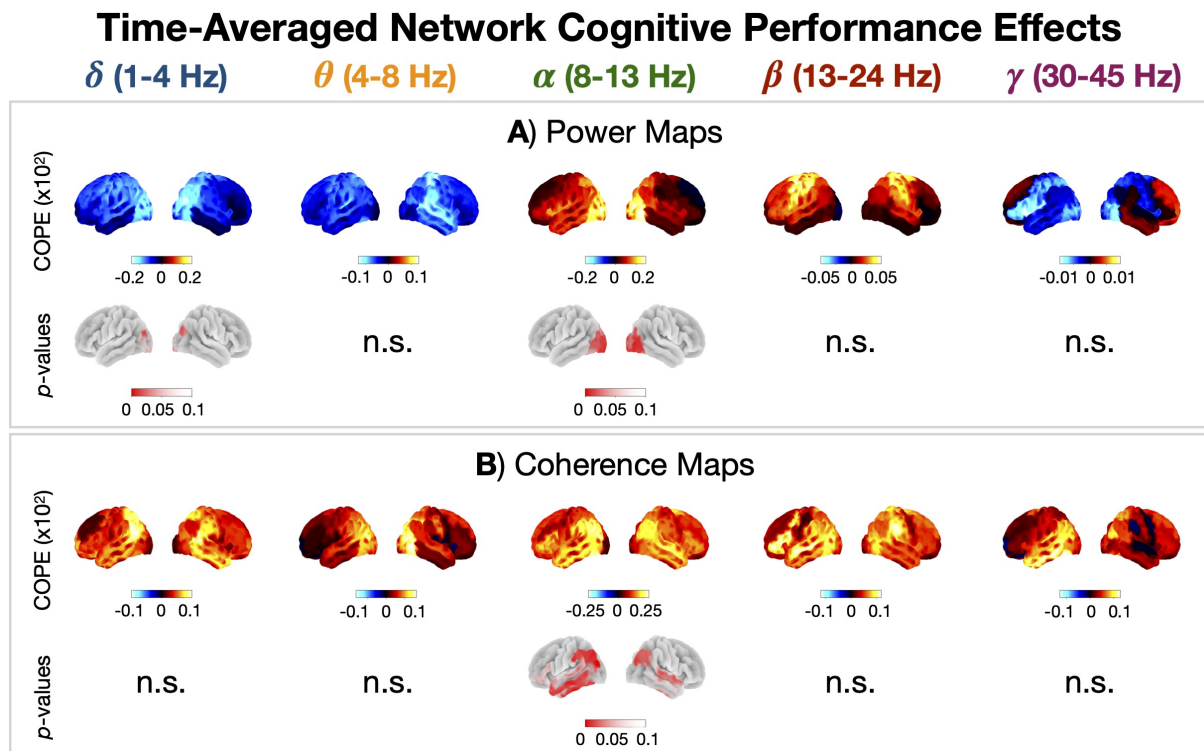 Time-Averaged Network Cognitive Performance Effects
δ (1-4 Hz) θ (4-8 Hz) α (8-13 Hz) β (13-24 Hz) γ (30-45 Hz)
A) Power Maps
COPE (x10²)
-0.2 0 0.2 -0.1 0 0.1 -0.2 0 0.2 -0.05 0 0.05 -0.01 0 0.01
p-values
n.s. n.s. n.s.
0 0.05 0.1 0 0.05 0.1
B) Coherence Maps
COPE (x10²)
-0.1 0 0.1 -0.1 0 0.1 -0.25 0 0.25 -0.1 0 0.1 -0.1 0 0.1
p-values
n.s. n.s. n.s. n.s.
0 0.05 0.1